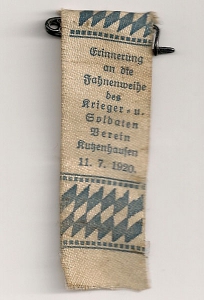 Erinnerung
an die
Fahnenweihe
des
Krieger- u.
Soldaten
Verein
Kutzenhausen
11. 7. 1920.